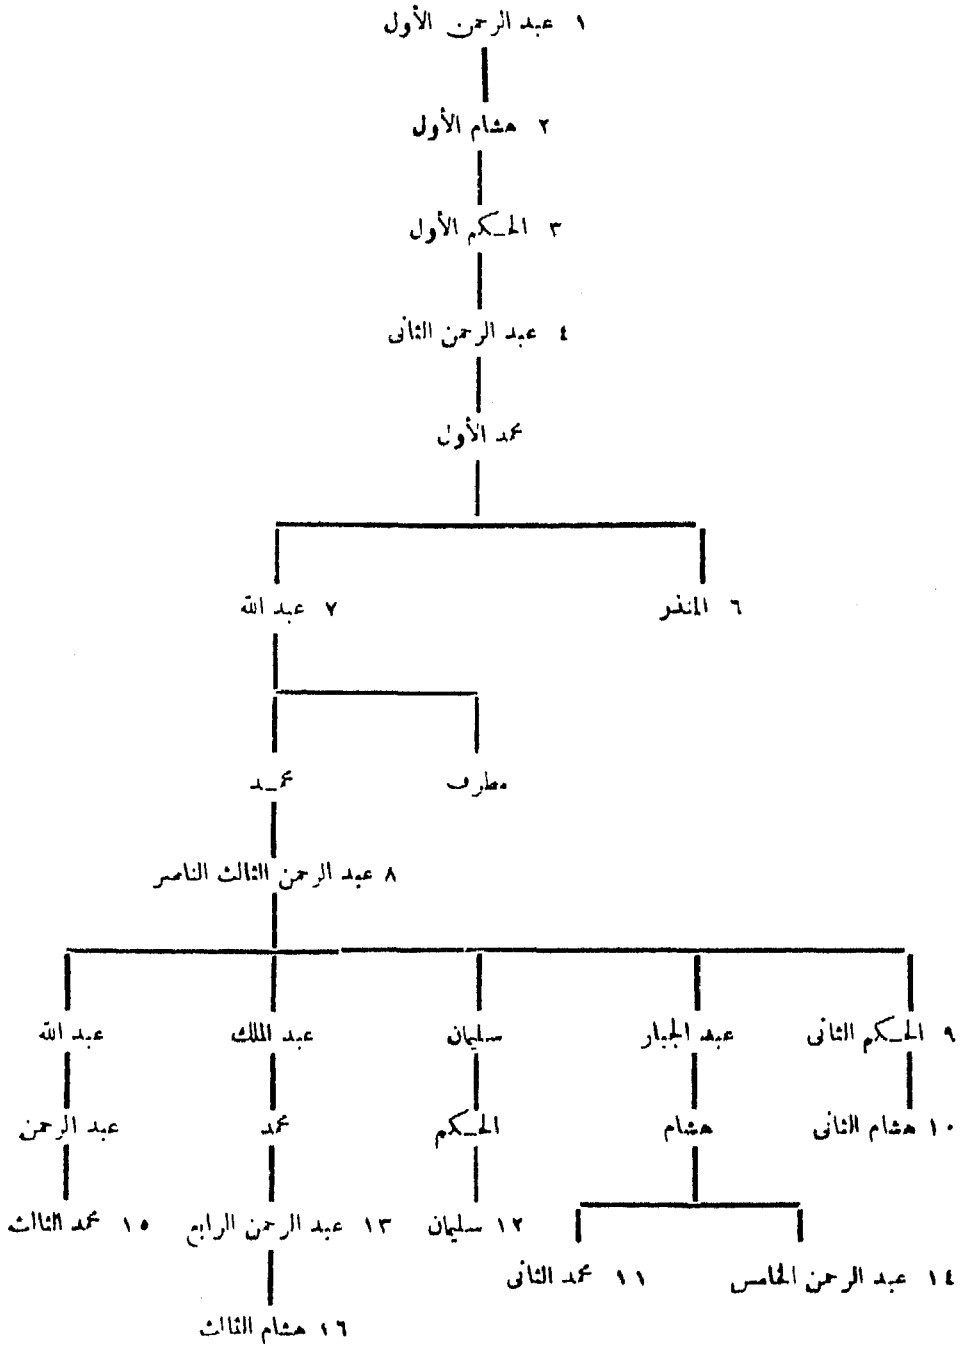 ١ عبد الرحمن الأول
٢ هشام الأول
٣ الحكم الأول
٤ عبد الرحمن الثانى
محمد الأول
٦ المنذر
٧ عبد الله
مطرف
محمد
٨ عبد الرحمن الثالث الناصر
٩ الحكم الثانى
عبد الجبار
سليمان
عبد الملك
عبد الله
١٠ هشام الثانى
هشام
الحكم
محمد
عبد الرحمن
١٢ سليمان
١٣ عبد الرحمن الرابع
١٥ محمد الثالث
١٤ عبد الرحمن الخامس
١١ محمد الثانى
١٦ هشام الثالث